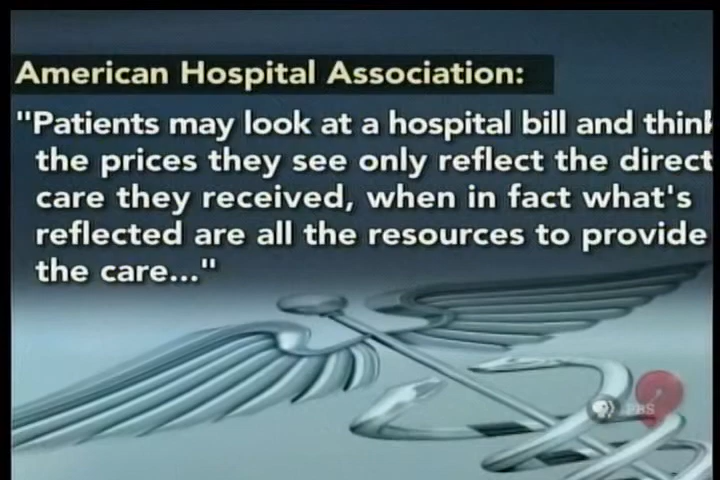 American Hospital Association:
"Patients may look at a hospital bill and think
the prices they see only reflect the direct
care they received, when in fact what's
reflected are all the resources to provide
the care..."
PBS